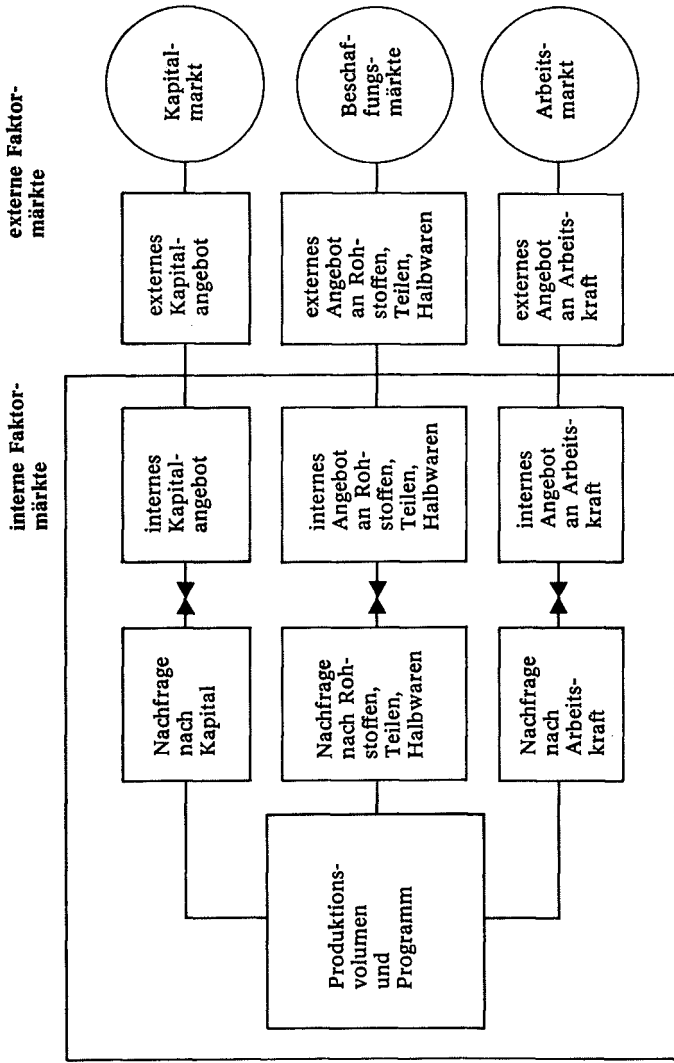 interne Faktor-
märkte
externe Faktor-
märkte
Produktions-
volumen
und
Programm
Nachfrage
nach
Kapital
internes
Kapital-
angebot
externes
Kapital-
angebot
Kapital-
markt
Nachfrage
nach Roh-
stoffen,
Teilen,
Halbwaren
internes
Angebot
an Roh-
stoffen,
Teilen,
Halbwaren
externes
Angebot
an Roh-
stoffen,
Teilen,
Halbwaren
Beschaf-
fungs-
märkte
Nachfrage
nach
Arbeits-
kraft
internes
Angebot
an Arbeits-
kraft
externes
Angebot
an Arbeits-
kraft
Arbeits-
markt